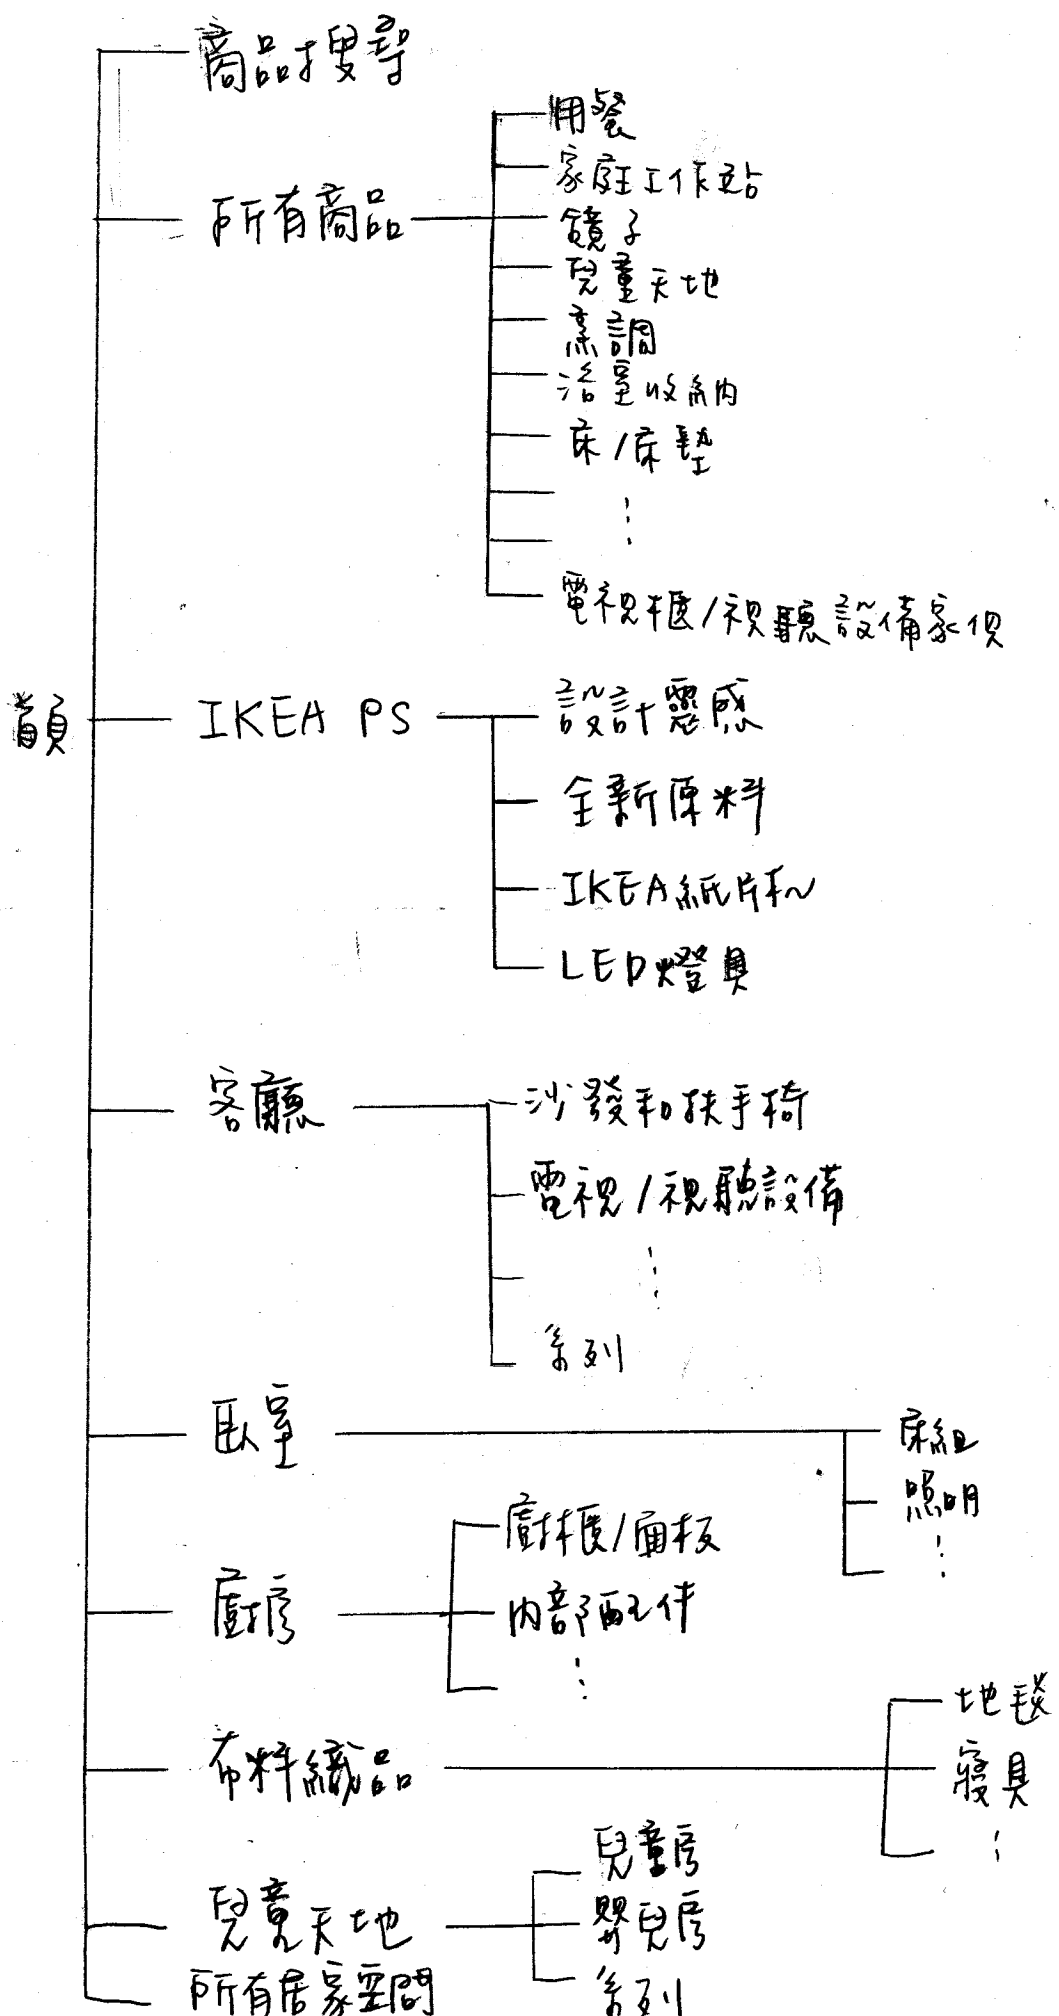 商品搜尋
所有商品
用餐
家庭工作站
鏡子
兒童天地
烹調
浴室收納
床/床墊
⋮
電視櫃/視聽設備家俱
首頁
IKEA PS
設計靈感
全新原料
IKEA紙片和
LED燈具
客廳
沙發和扶手椅
電視/視聽設備
⋮
系列
臥室
床組
照明
⋮
廚房
廚櫃/面板
內部配件
⋮
布料織品
地毯
寢具
⋮
兒童天地
兒童房
嬰兒房
系列
所有居家空間